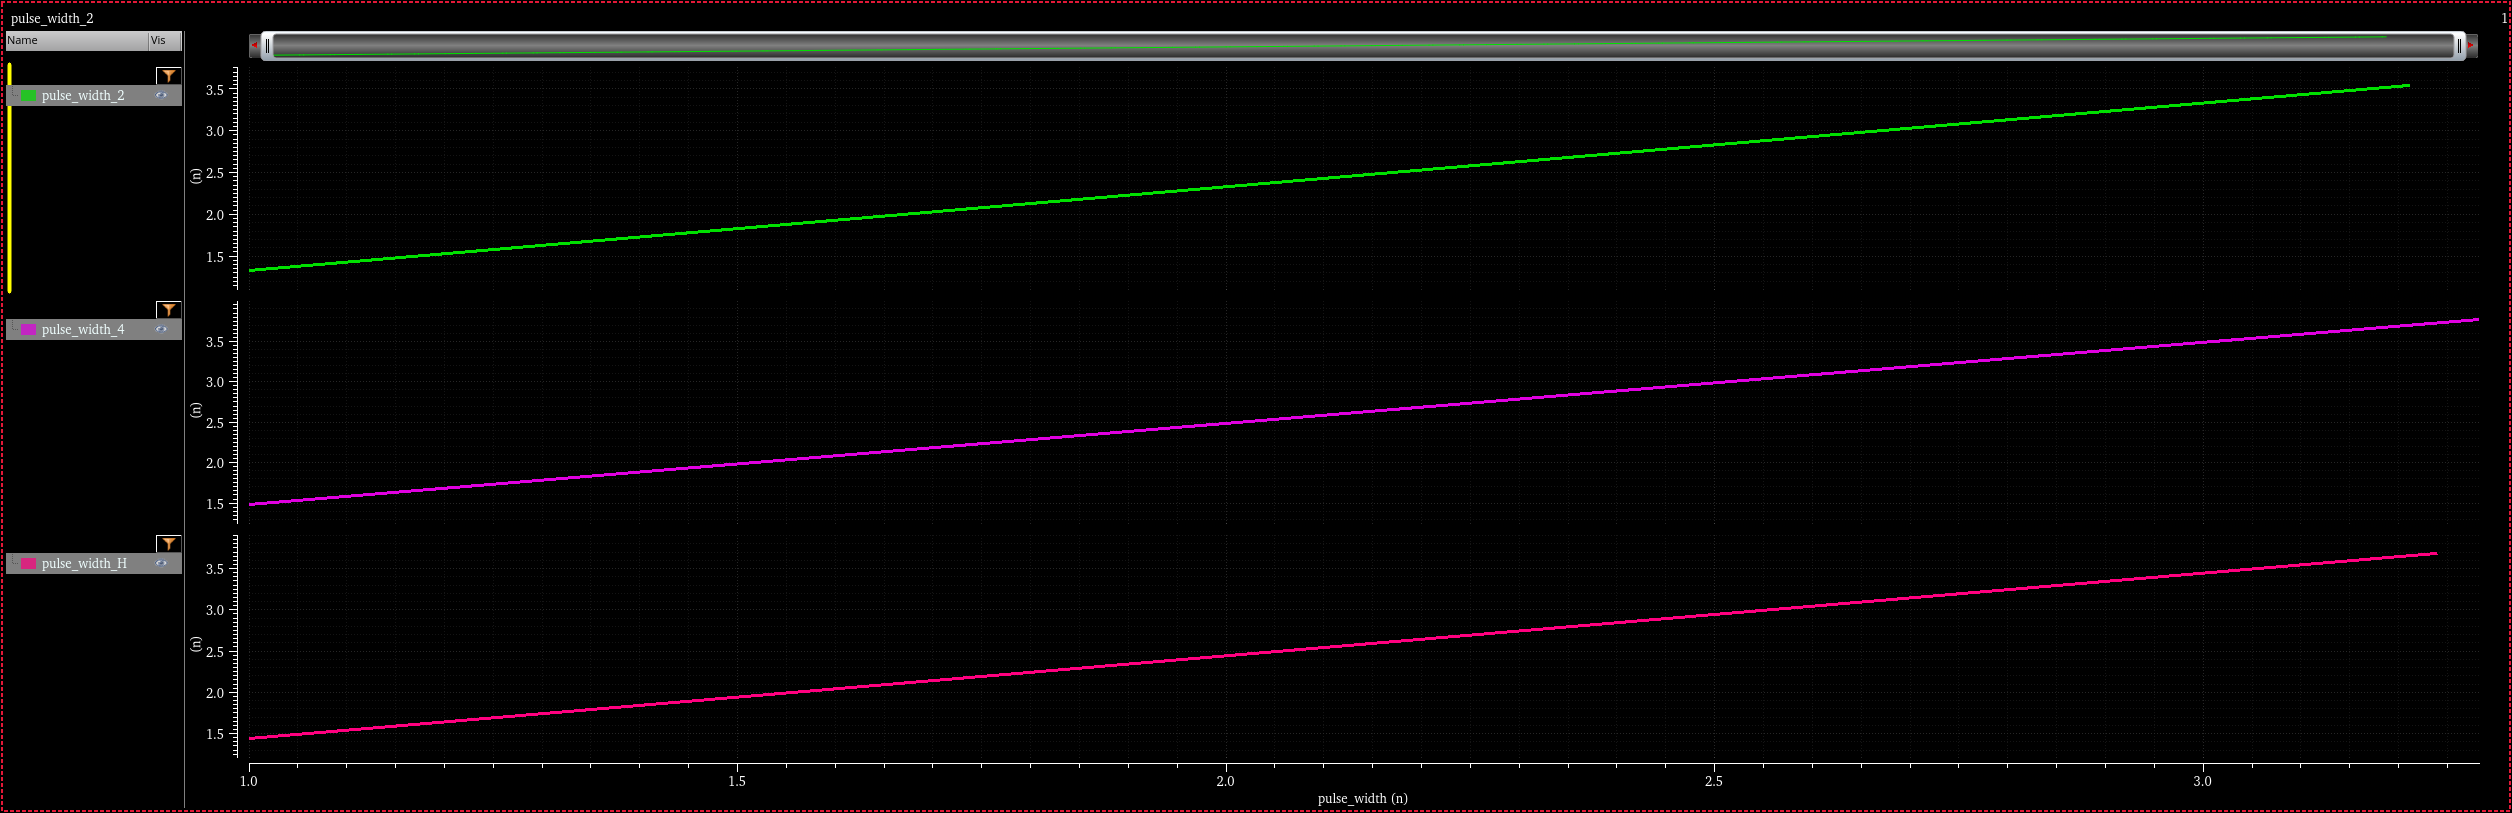 pulse_width_2
1
Name Vis
pulse_width_2
3.5
3.0
2.5
2.0
1.5
(n)
pulse_width_4
3.5
3.0
2.5
2.0
1.5
(n)
pulse_width_H
3.5
3.0
2.5
2.0
1.5
(n)
1.0 1.5 2.0 2.5 3.0
pulse_width (n)